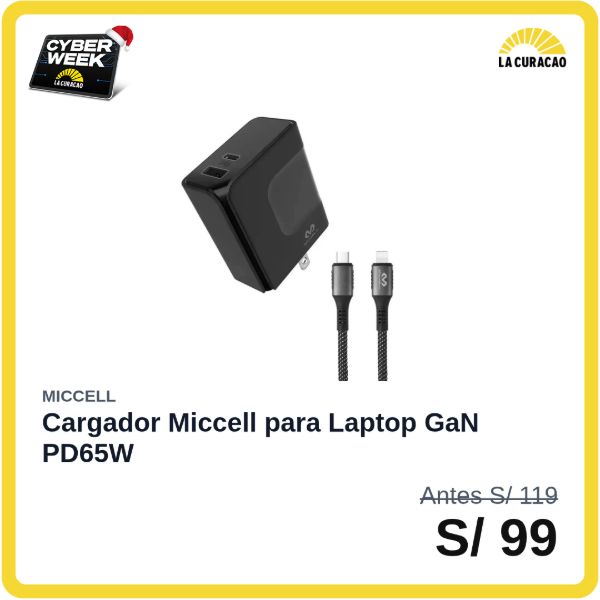 CYBER
WEEK
LA CURACAO
LA CURACAO
MICCELL
Cargador Miccell para Laptop GaN
PD65W
Antes S/ 119
S/ 99